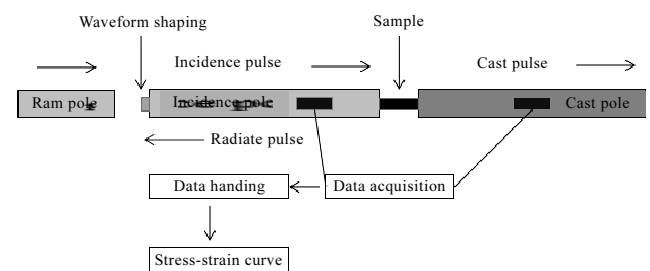 Waveform shaping
Sample
Incidence pulse
Cast pulse
Ram pole
Incidence pole
Cast pole
Radiate pulse
Data handing
Data acquisition
Stress-strain curve